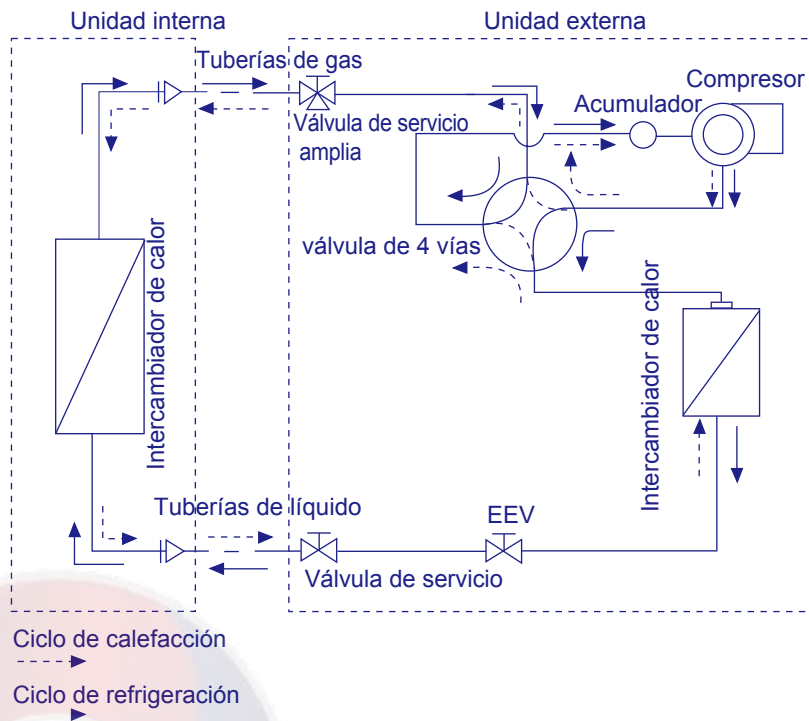 Unidad interna
Unidad externa
Tuberías de gas
Compresor
Acumulador
Válvula de servicio
amplia
válvula de 4 vías
Intercambiador de calor
Intercambiador de calor
Tuberías de líquido
EEV
Válvula de servicio
Ciclo de calefacción
Ciclo de refrigeración